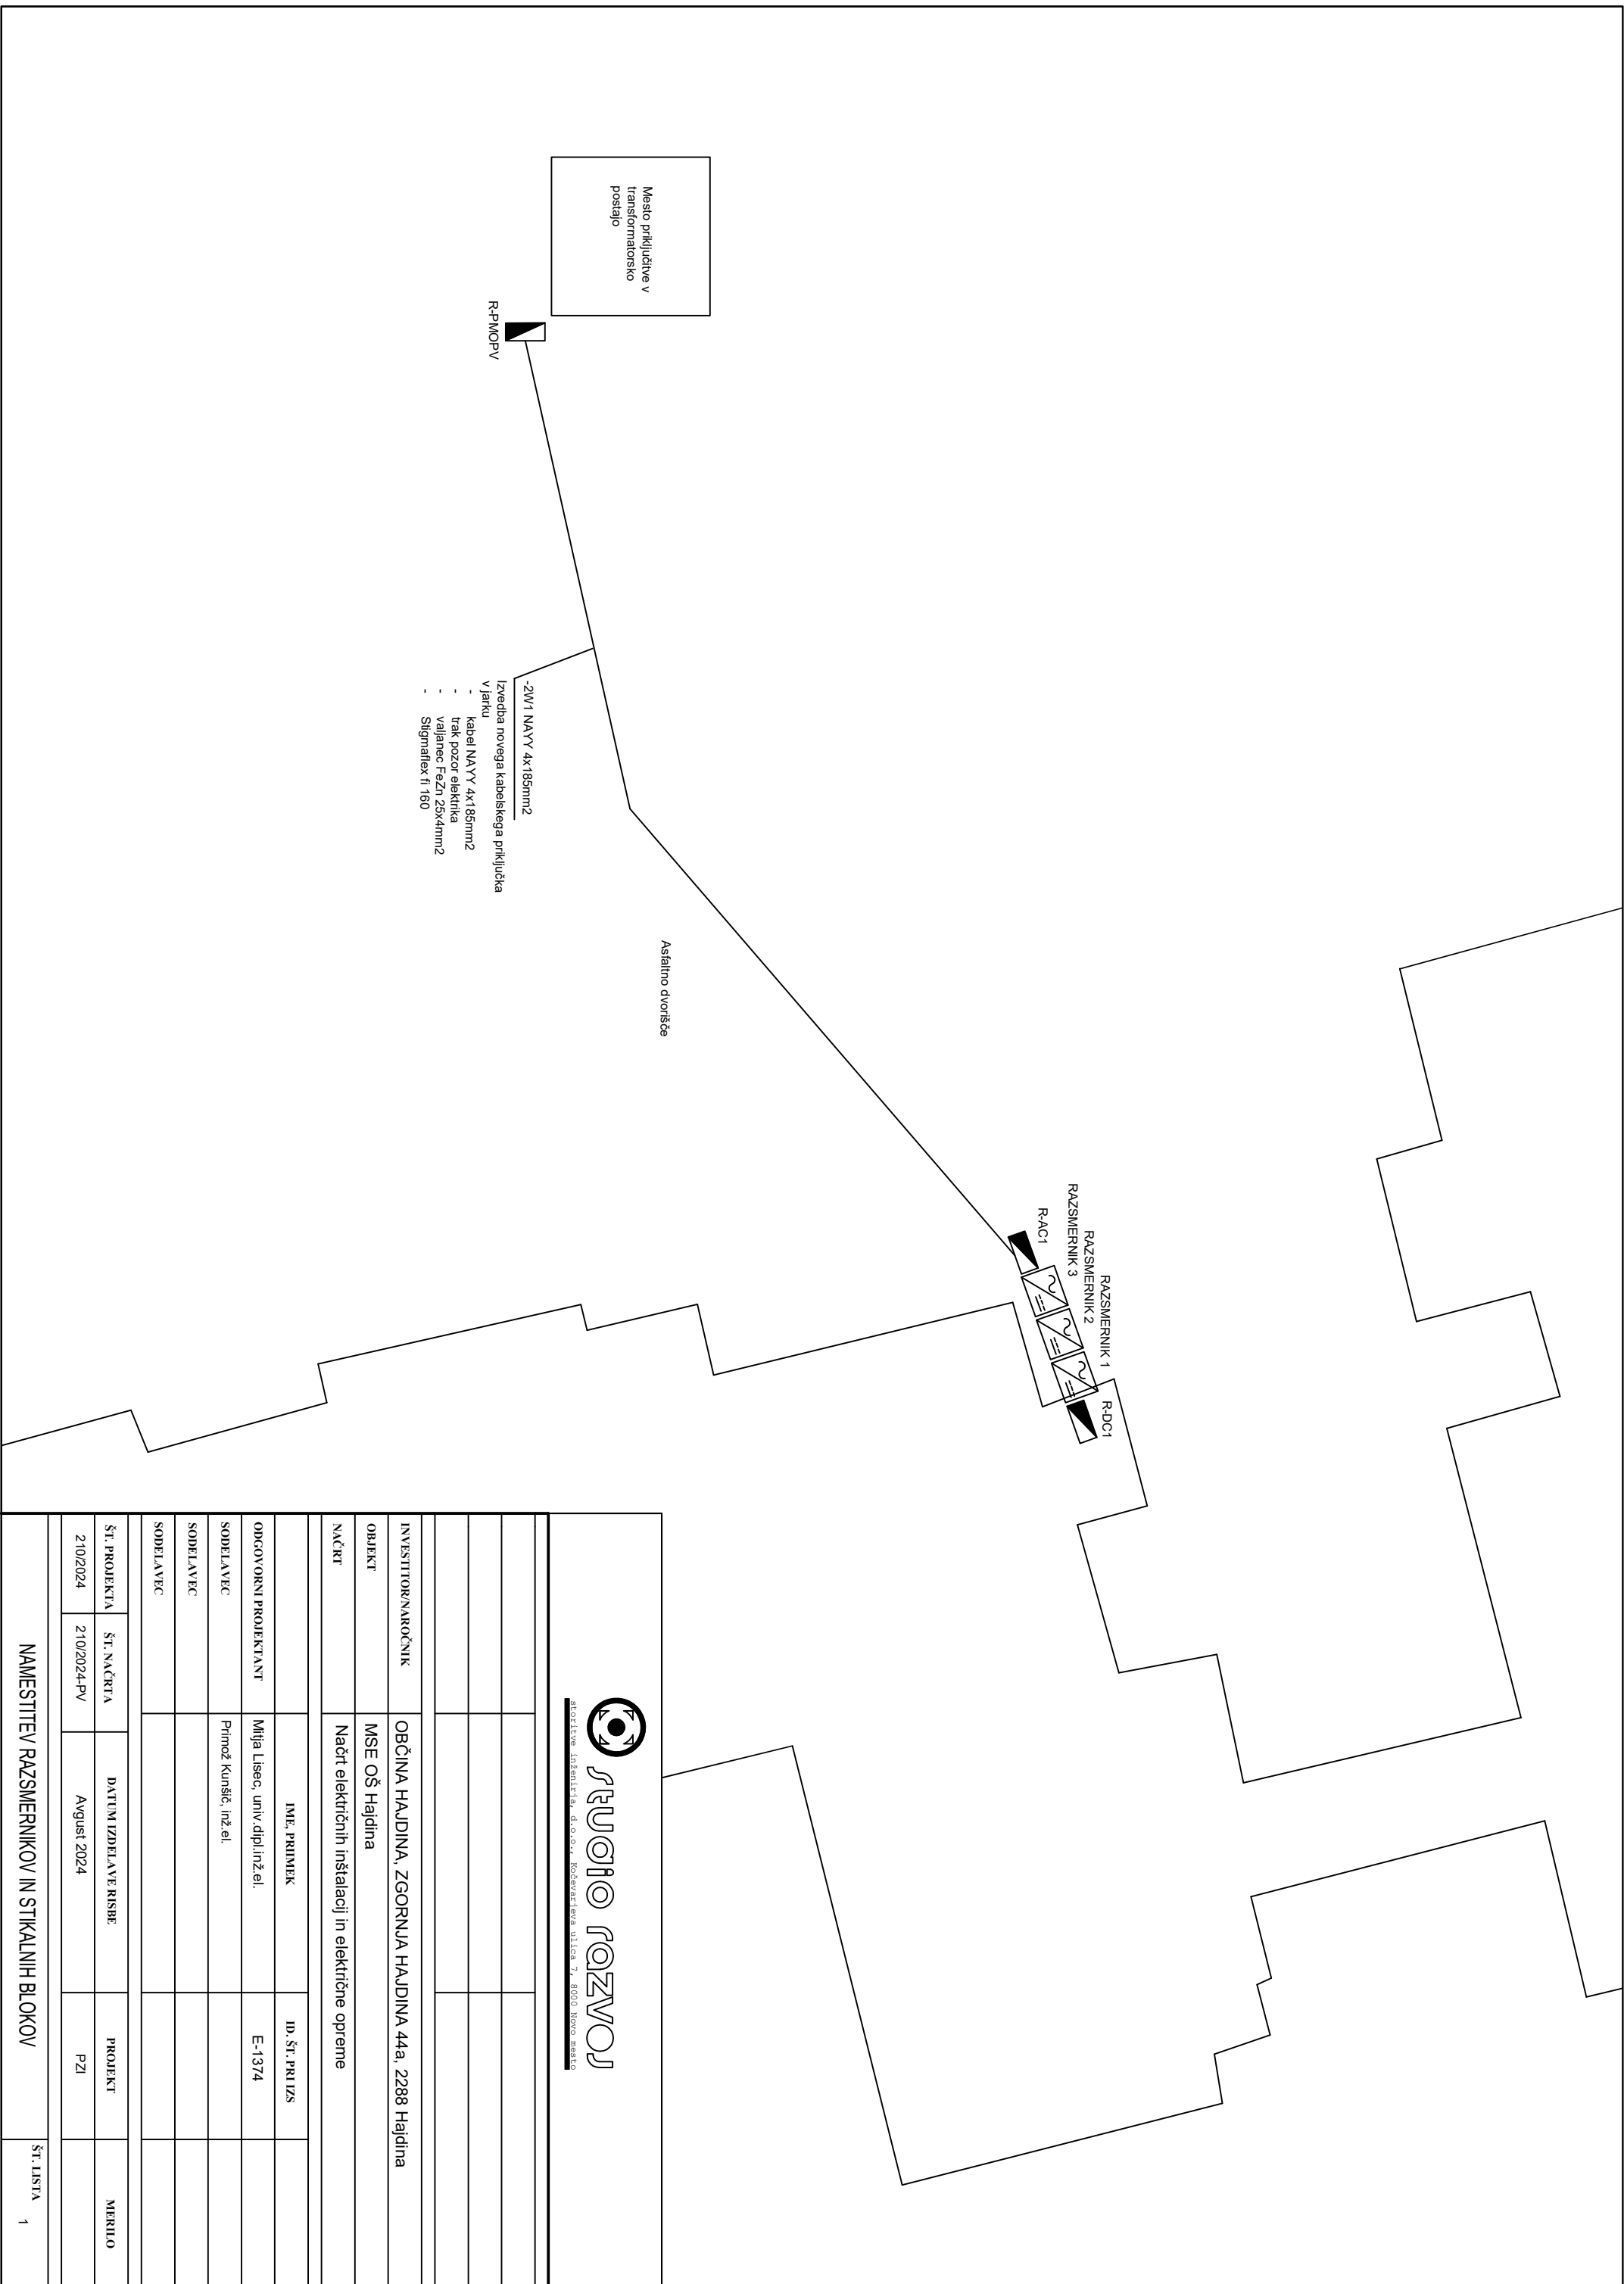 Mesto priključitve v
transformatorsko
postajo
R-PMOPV
-2W1 NAYY 4x185mm2
Izvedba novega kabelskega priključka
v jarku
- kabel NAYY 4x185mm2
- trak pozor elektrika
- valjanec FeZn 25x4mm2
- Stigmaflex fi 160
Asfaltno dvorišče
RAZSMERNIK 1
RAZSMERNIK 2
RAZSMERNIK 3
R-AC1
R-DC1
studio razvoj
storitve inženirja, d.o.o., Kočevarjeva ulica 7, 8000 Novo mesto
INVESTITOR/NAROČNIK OBČINA HAJDINA, ZGORNJA HAJDINA 44a, 2288 Hajdina
OBJEKT MSE OŠ Hajdina
NAČRT Načrt električnih inštalacij in električne opreme
IME, PRIIMEK ID. ŠT. PRI IZS
ODGOVORNI PROJEKTANT Mitja Lisec, univ.dipl.inž.el. E-1374
SODELAVEC Primož Kunšič, inž.el.
SODELAVEC
SODELAVEC
ŠT. PROJEKTA ŠT. NAČRTA DATUM IZDELAVE RISBE PROJEKT MERILO
210/2024 210/2024-PV Avgust 2024 PZI
NAMESTITEV RAZSMERNIKOV IN STIKALNIH BLOKOV ŠT. LISTA 1